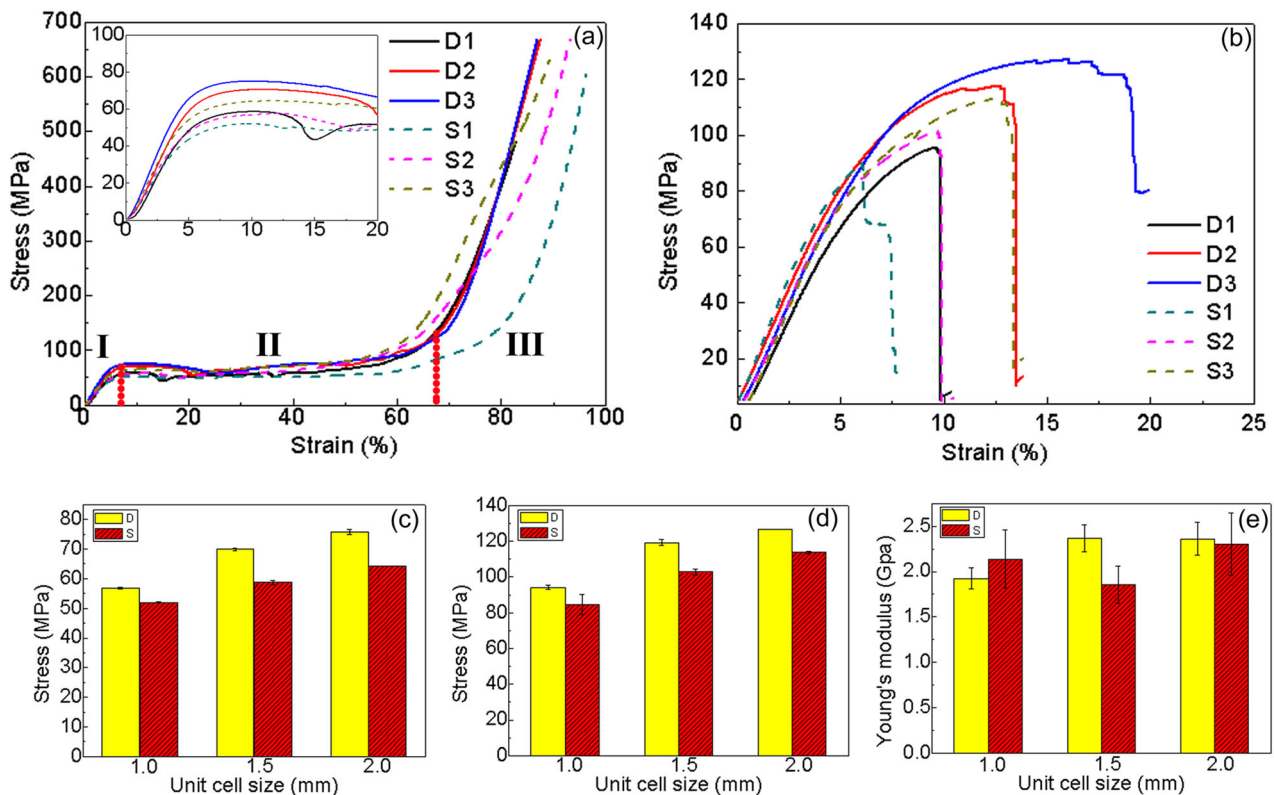 (a)
Stress (MPa)
700
600
500
400
300
200
100
0
0 20 40 60 80 100
Strain (%)
100
80
60
40
20
0
0 5 10 15 20
D1
D2
D3
S1
S2
S3
I II III
(b)
Stress (MPa)
140
120
100
80
60
40
20
0 5 10 15 20 25
Strain (%)
D1
D2
D3
S1
S2
S3
(c)
D
S
Stress (MPa)
80
70
60
50
40
30
20
10
0
1.0 1.5 2.0
Unit cell size (mm)
(d)
D
S
Stress (MPa)
140
120
100
80
60
40
20
0
1.0 1.5 2.0
Unit cell size (mm)
(e)
D
S
Young's modulus (Gpa)
2.5
2.0
1.5
1.0
0.5
0.0
1.0 1.5 2.0
Unit cell size (mm)